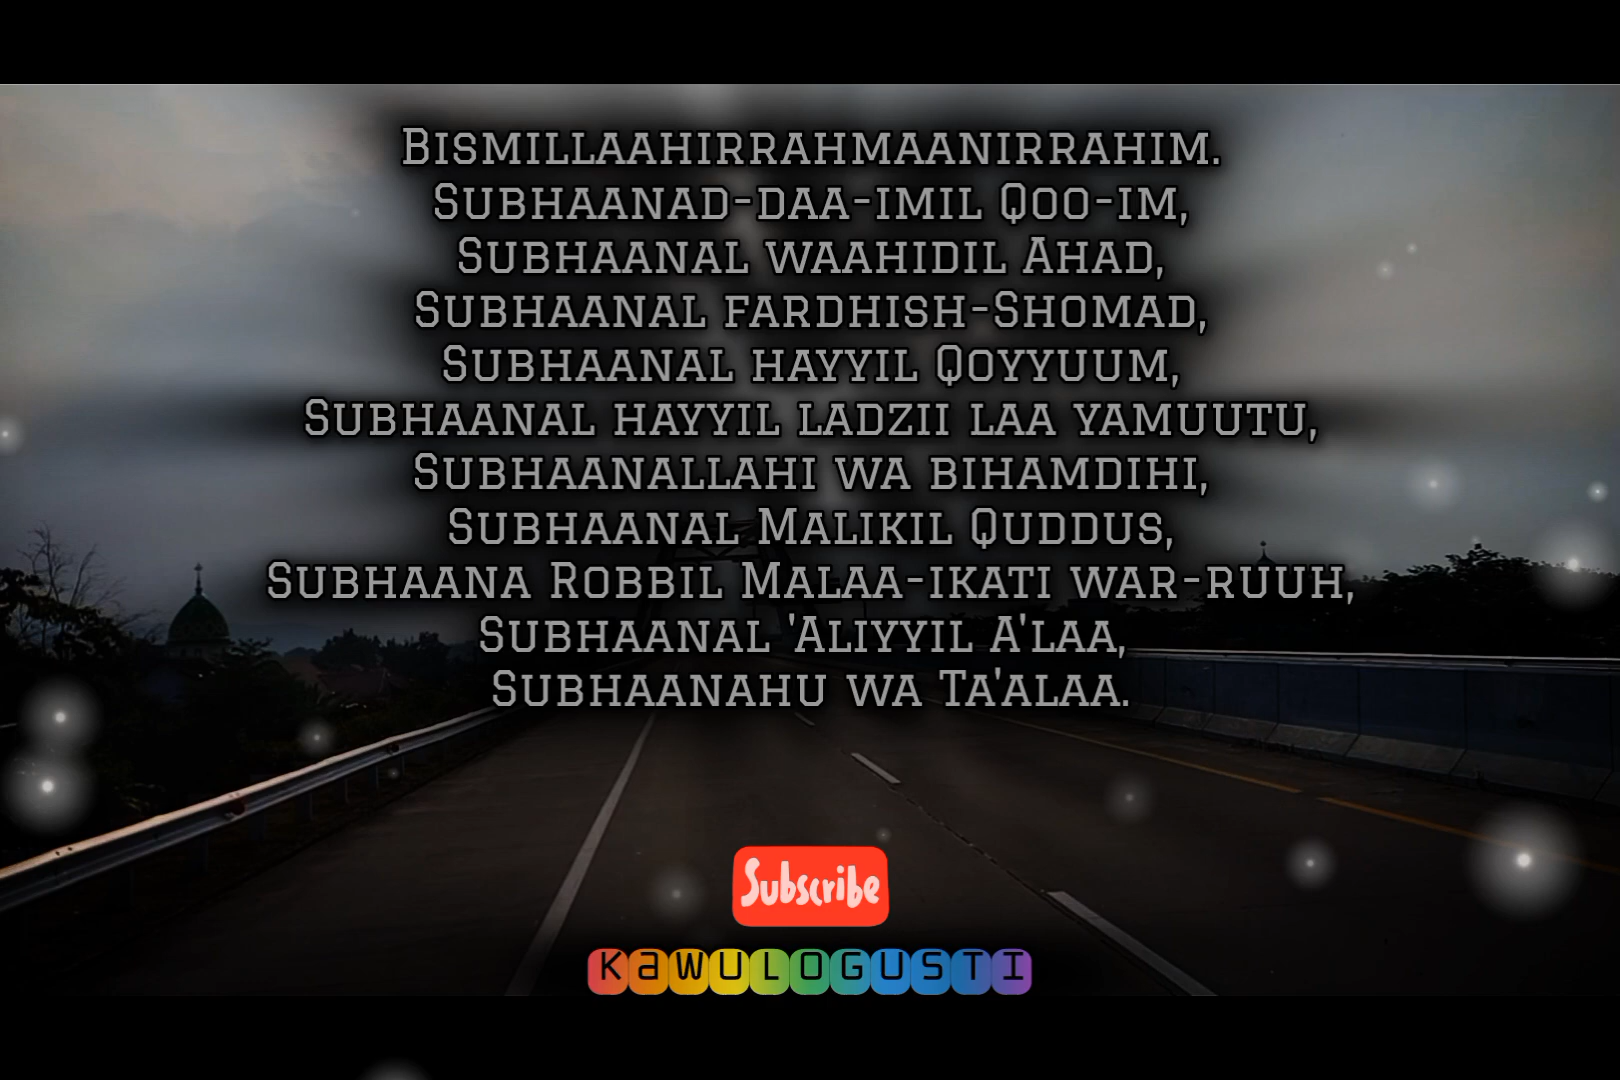 Bismillaahirrahmaanirrahim.
Subhaanad-daa-imil Qoo-im,
Subhaanal waahidil Ahad,
Subhaanal fardhish-Shomad,
Subhaanal hayyil Qoyyuum,
Subhaanal hayyil ladzii laa yamuutu,
Subhaanallahi wa bihamdihi,
Subhaanal Malikil Quddus,
Subhaana Robbil Malaa-ikati war-ruuh,
Subhaanal 'Aliyyil A'laa,
Subhaanahu wa Ta'alaa.
Subscribe
KaWULOGUSTI